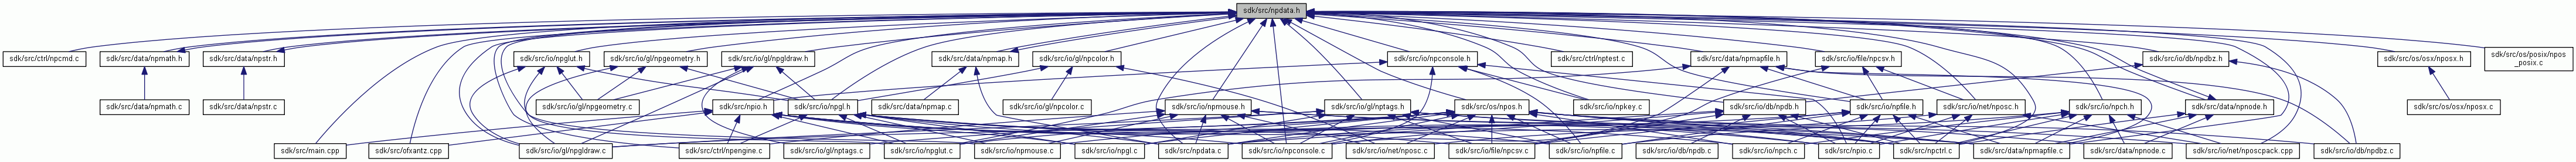 sdk/src/npdata.h
sdk/src/ctrl/npcmd.c
sdk/src/data/npmath.h
sdk/src/data/npstr.h
sdk/src/io/npglut.h
sdk/src/io/gl/npgeometry.h
sdk/src/io/gl/npgldraw.h
sdk/src/data/npmap.h
sdk/src/io/gl/npcolor.h
sdk/src/io/npconsole.h
sdk/src/ctrl/nptest.c
sdk/src/data/npmapfile.h
sdk/src/io/file/npcsv.h
sdk/src/io/db/npdbz.h
sdk/src/os/osx/nposx.h
sdk/src/os/posix/npos
_posix.c
sdk/src/data/npmath.c
sdk/src/data/npstr.c
sdk/src/io/gl/npgeometry.c
sdk/src/npio.h
sdk/src/io/npgl.h
sdk/src/data/npmap.c
sdk/src/io/gl/npcolor.c
sdk/src/io/npmouse.h
sdk/src/io/gl/nptags.h
sdk/src/os/npos.h
sdk/src/io/npkey.c
sdk/src/io/db/npdb.h
sdk/src/io/npfile.h
sdk/src/io/net/nposc.h
sdk/src/io/npch.h
sdk/src/data/npnode.h
sdk/src/os/osx/nposx.c
sdk/src/main.cpp
sdk/src/ofxantz.cpp
sdk/src/io/gl/npgldraw.c
sdk/src/ctrl/npengine.c
sdk/src/io/gl/nptags.c
sdk/src/io/npglut.c
sdk/src/io/npmouse.c
sdk/src/io/npgl.c
sdk/src/npdata.c
sdk/src/io/npconsole.c
sdk/src/io/net/nposc.c
sdk/src/io/file/npcsv.c
sdk/src/io/npfile.c
sdk/src/io/db/npdb.c
sdk/src/io/npch.c
sdk/src/npio.c
sdk/src/npctrl.c
sdk/src/data/npmapfile.c
sdk/src/data/npnode.c
sdk/src/io/net/nposcpack.cpp
sdk/src/io/db/npdbz.c